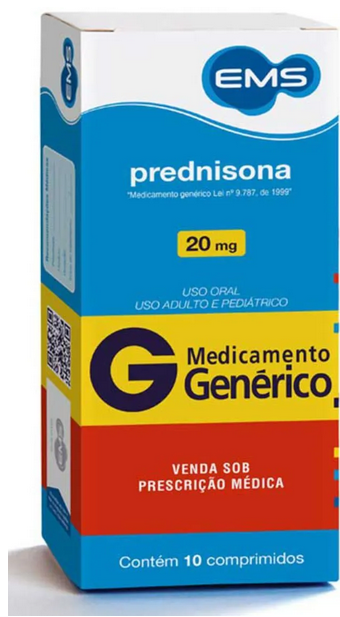 EMS
prednisona
"Medicamento genérico Lei nº 9.787, de 1999"
20 mg
USO ORAL
USO ADULTO E PEDIÁTRICO
G Medicamento
Genérico
VENDA SOB
PRESCRIÇÃO MÉDICA
Contém 10 comprimidos
EMS